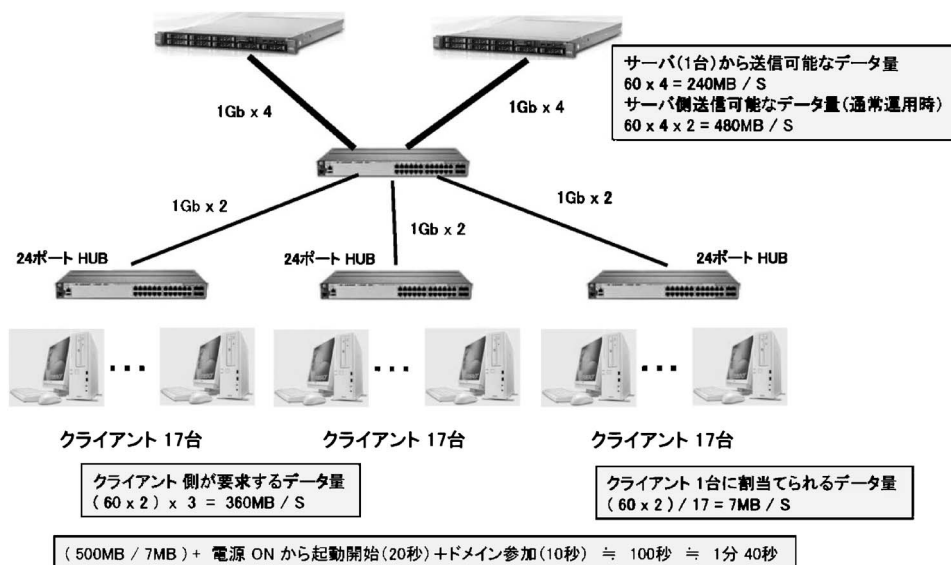 サーバ(1台)から送信可能なデータ量
60 x 4 = 240MB / S
サーバ側送信可能なデータ量(通常運用時)
60 x 4 x 2 = 480MB / S
1Gb x 4
1Gb x 4
1Gb x 2
1Gb x 2
1Gb x 2
24ポート HUB
24ポート HUB
24ポート HUB
クライアント 17台
クライアント 17台
クライアント 17台
クライアント 側が要求するデータ量
( 60 x 2 ) x 3 = 360MB / S
クライアント 1台に割当てられるデータ量
( 60 x 2 ) / 17 = 7MB / S
( 500MB / 7MB ) + 電源 ON から起動開始(20秒) +ドメイン参加(10秒) ≒ 100秒 ≒ 1分 40秒